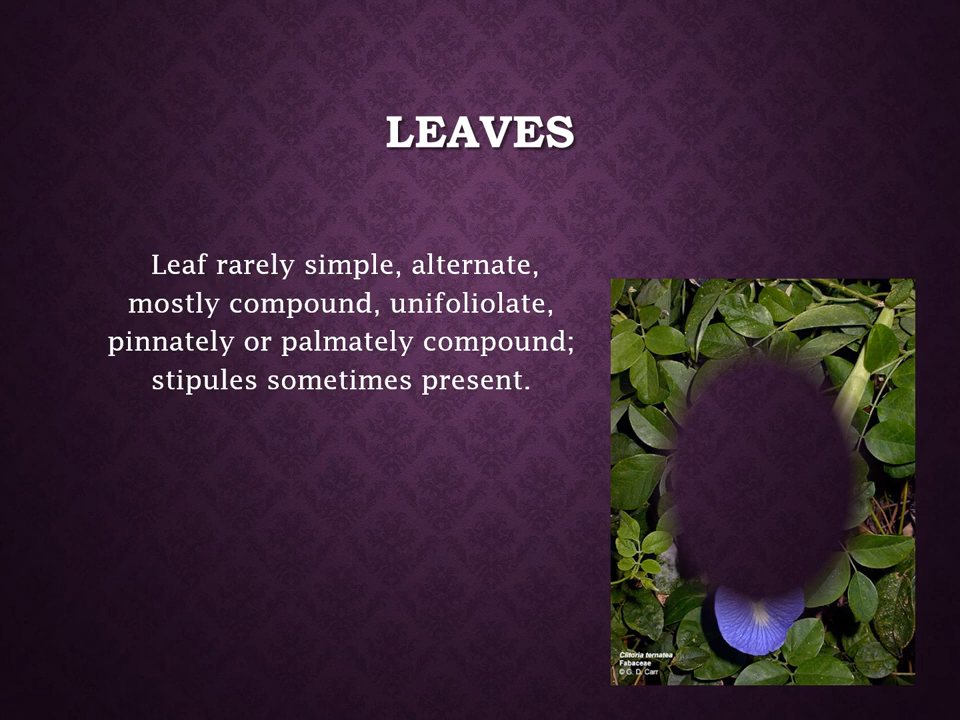 LEAVES
Leaf rarely simple, alternate,
mostly compound, unifoliolate,
pinnately or palmately compound;
stipules sometimes present.
Clitoria ternatea
Fabaceae
© G. D. Carr